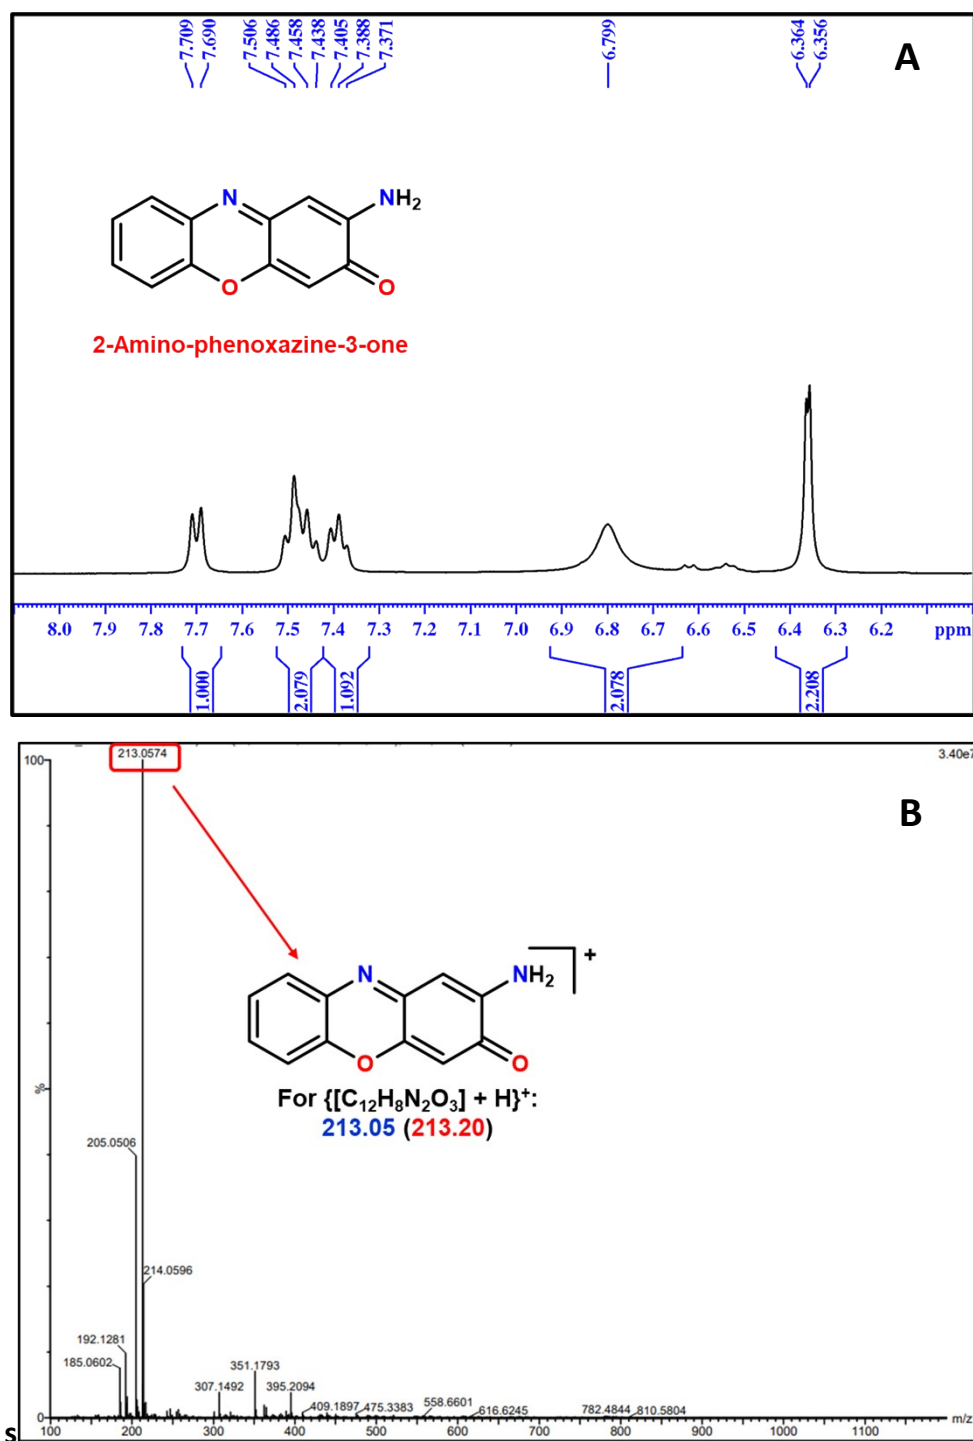 7.709
7.690
7.506
7.486
7.458
7.438
7.405
7.388
7.371
6.799
6.364
6.356
A
N
NH₂
O
O
2-Amino-phenoxazine-3-one
8.0 7.9 7.8 7.7 7.6 7.5 7.4 7.3 7.2 7.1 7.0 6.9 6.8 6.7 6.6 6.5 6.4 6.3 6.2 ppm
1.000
2.079
1.092
2.078
2.208
213.0574
3.40e7
100
B
N
NH₂
+
O
O
For {[C₁₂H₈N₂O₃] + H}⁺:
213.05 (213.20)
%
205.0506
214.0596
192.1281
185.0602
351.1793
307.1492
395.2094
409.1897
475.3383
558.6601
616.6245
782.4844
810.5804
0
m/z
100 200 300 400 500 600 700 800 900 1000 1100
s